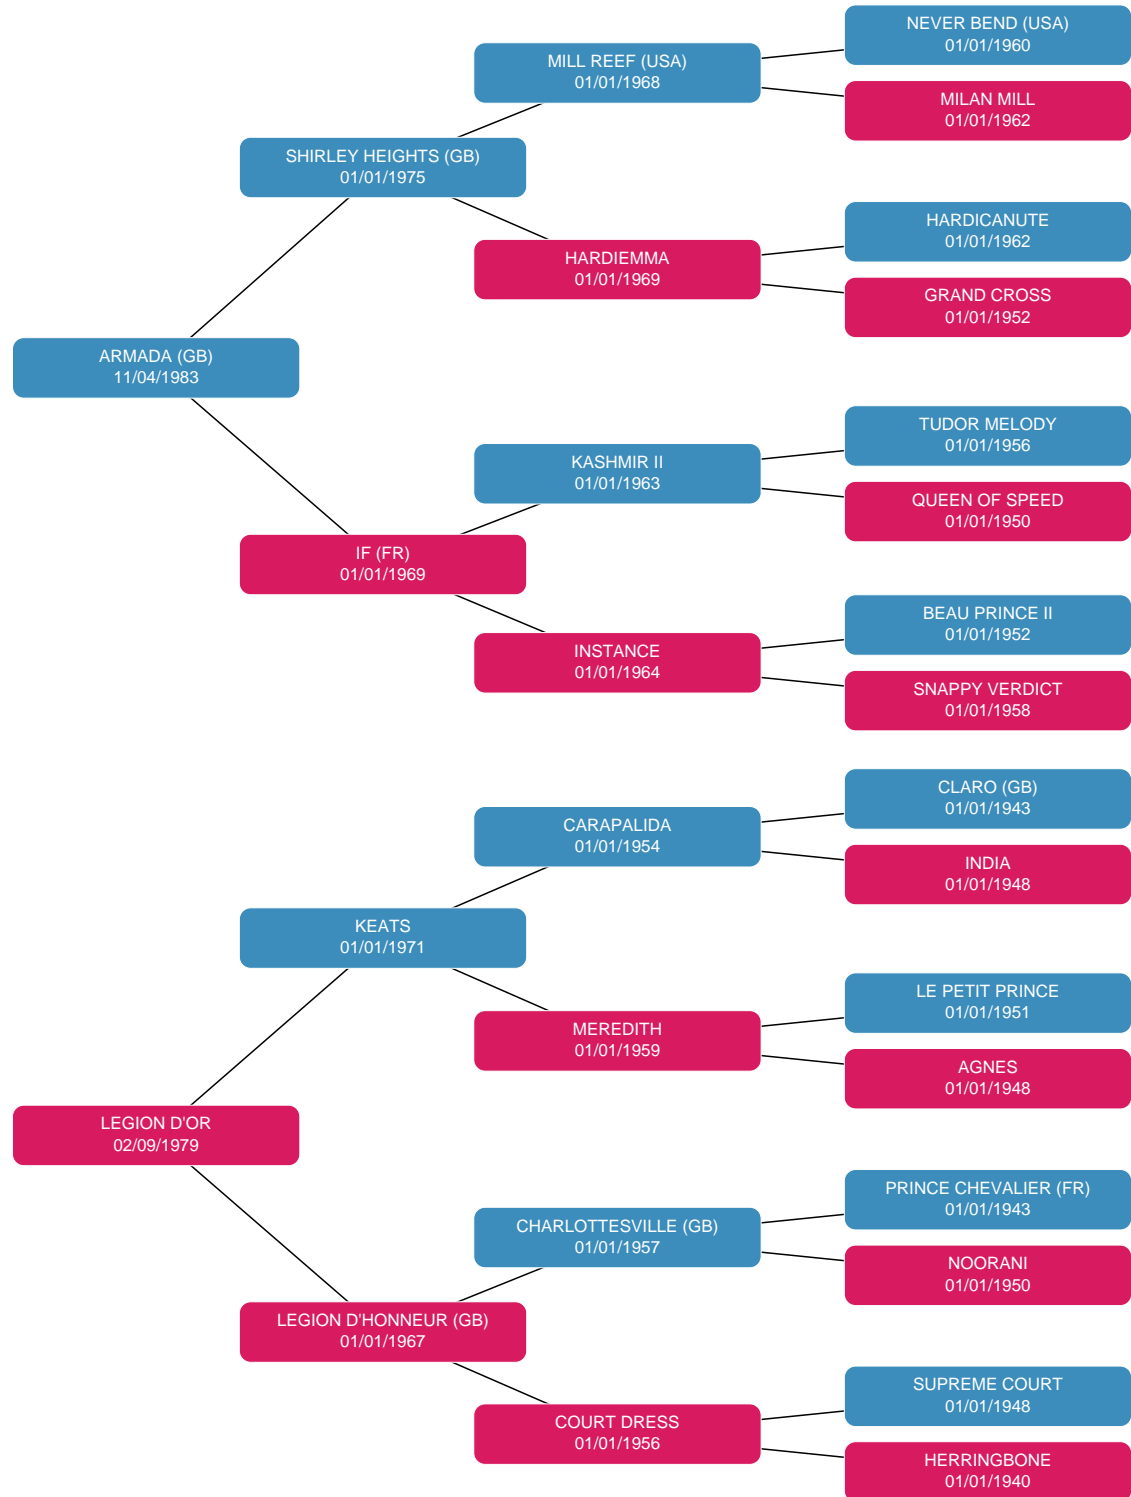 NEVER BEND (USA)
01/01/1960
MILL REEF (USA)
01/01/1968
MILAN MILL
01/01/1962
SHIRLEY HEIGHTS (GB)
01/01/1975
HARDICANUTE
01/01/1962
HARDIEMMA
01/01/1969
GRAND CROSS
01/01/1952
ARMADA (GB)
11/04/1983
TUDOR MELODY
01/01/1956
KASHMIR II
01/01/1963
QUEEN OF SPEED
01/01/1950
IF (FR)
01/01/1969
BEAU PRINCE II
01/01/1952
INSTANCE
01/01/1964
SNAPPY VERDICT
01/01/1958
CLARO (GB)
01/01/1943
CARAPALIDA
01/01/1954
INDIA
01/01/1948
KEATS
01/01/1971
LE PETIT PRINCE
01/01/1951
MEREDITH
01/01/1959
AGNES
01/01/1948
LEGION D'OR
02/09/1979
PRINCE CHEVALIER (FR)
01/01/1943
CHARLOTTESVILLE (GB)
01/01/1957
NOORANI
01/01/1950
LEGION D'HONNEUR (GB)
01/01/1967
SUPREME COURT
01/01/1948
COURT DRESS
01/01/1956
HERRINGBONE
01/01/1940